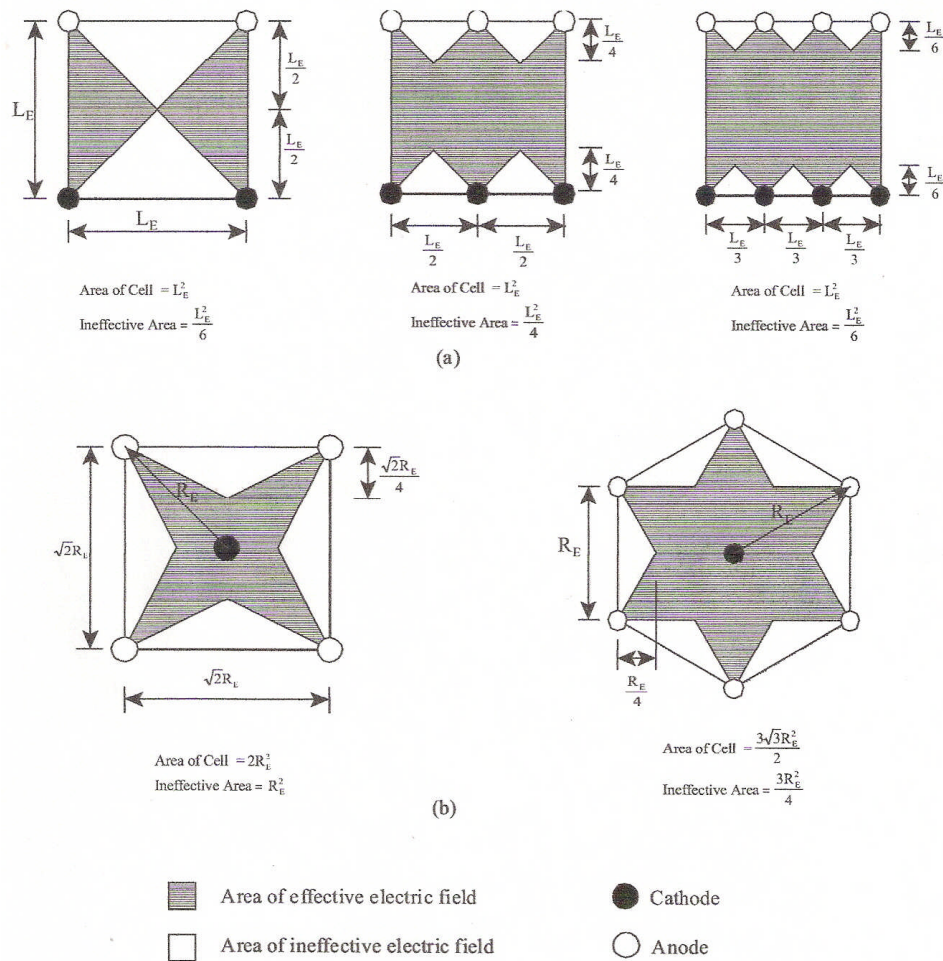 L_E
L_E/2
L_E/2
L_E
L_E/4
L_E/4
L_E/2 L_E/2
L_E/6
L_E/6
L_E/3 L_E/3 L_E/3
Area of Cell = L_E^2
Ineffective Area = L_E^2/6
Area of Cell = L_E^2
Ineffective Area = L_E^2/4
Area of Cell = L_E^2
Ineffective Area = L_E^2/6
(a)
√2R_E
R_E
√2R_E/4
√2R_E
R_E
R_E
R_E/4
Area of Cell = 2R_E^2
Ineffective Area = R_E^2
Area of Cell = 3√3R_E^2/2
Ineffective Area = 3R_E^2/4
(b)
Area of effective electric field
Cathode
Area of ineffective electric field
Anode